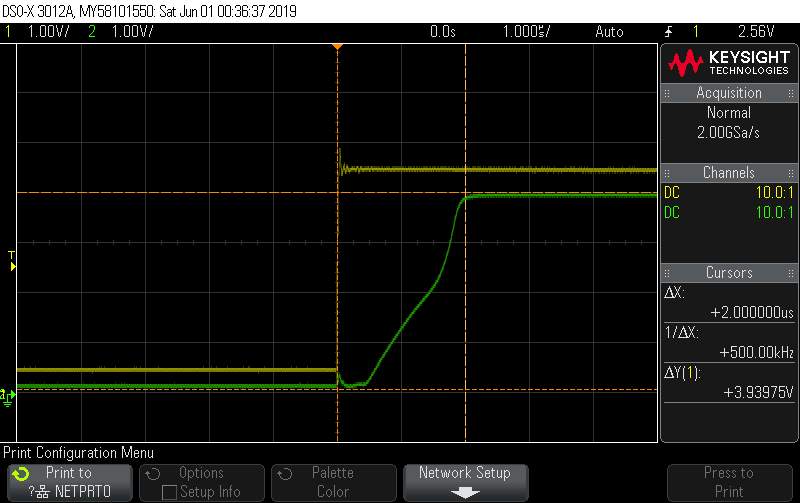 DSO-X 3012A, MY58101550: Sat Jun 01 00:36:37 2019
1 1.00V/ 2 1.00V/ 0.0s 1.000us/ Auto 1 2.56V
KEYSIGHT
TECHNOLOGIES
Acquisition
Normal
2.00GSa/s
Channels
DC 10.0:1
DC 10.0:1
Cursors
ΔX:
+2.000000us
1/ΔX:
+500.00kHz
ΔY(1):
+3.93975V
T
Print Configuration Menu
Print to
? NETPRT0
Options
Setup Info
Palette
Color
Network Setup
Press to
Print